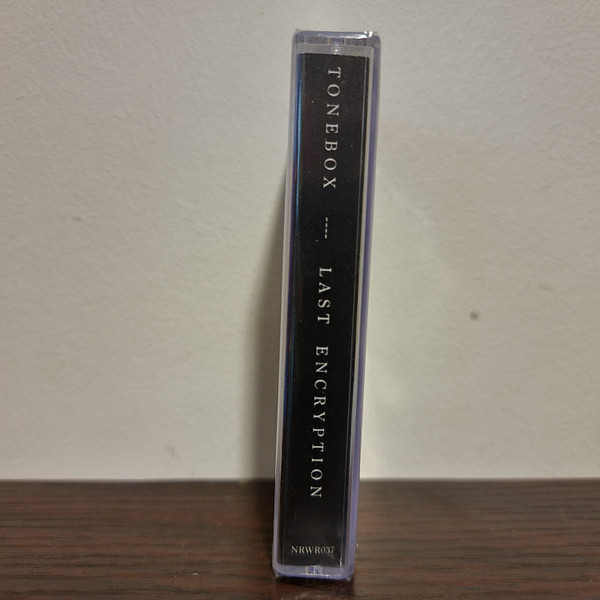 TONEBOX ---- LAST ENCRYPTION
NRWR037